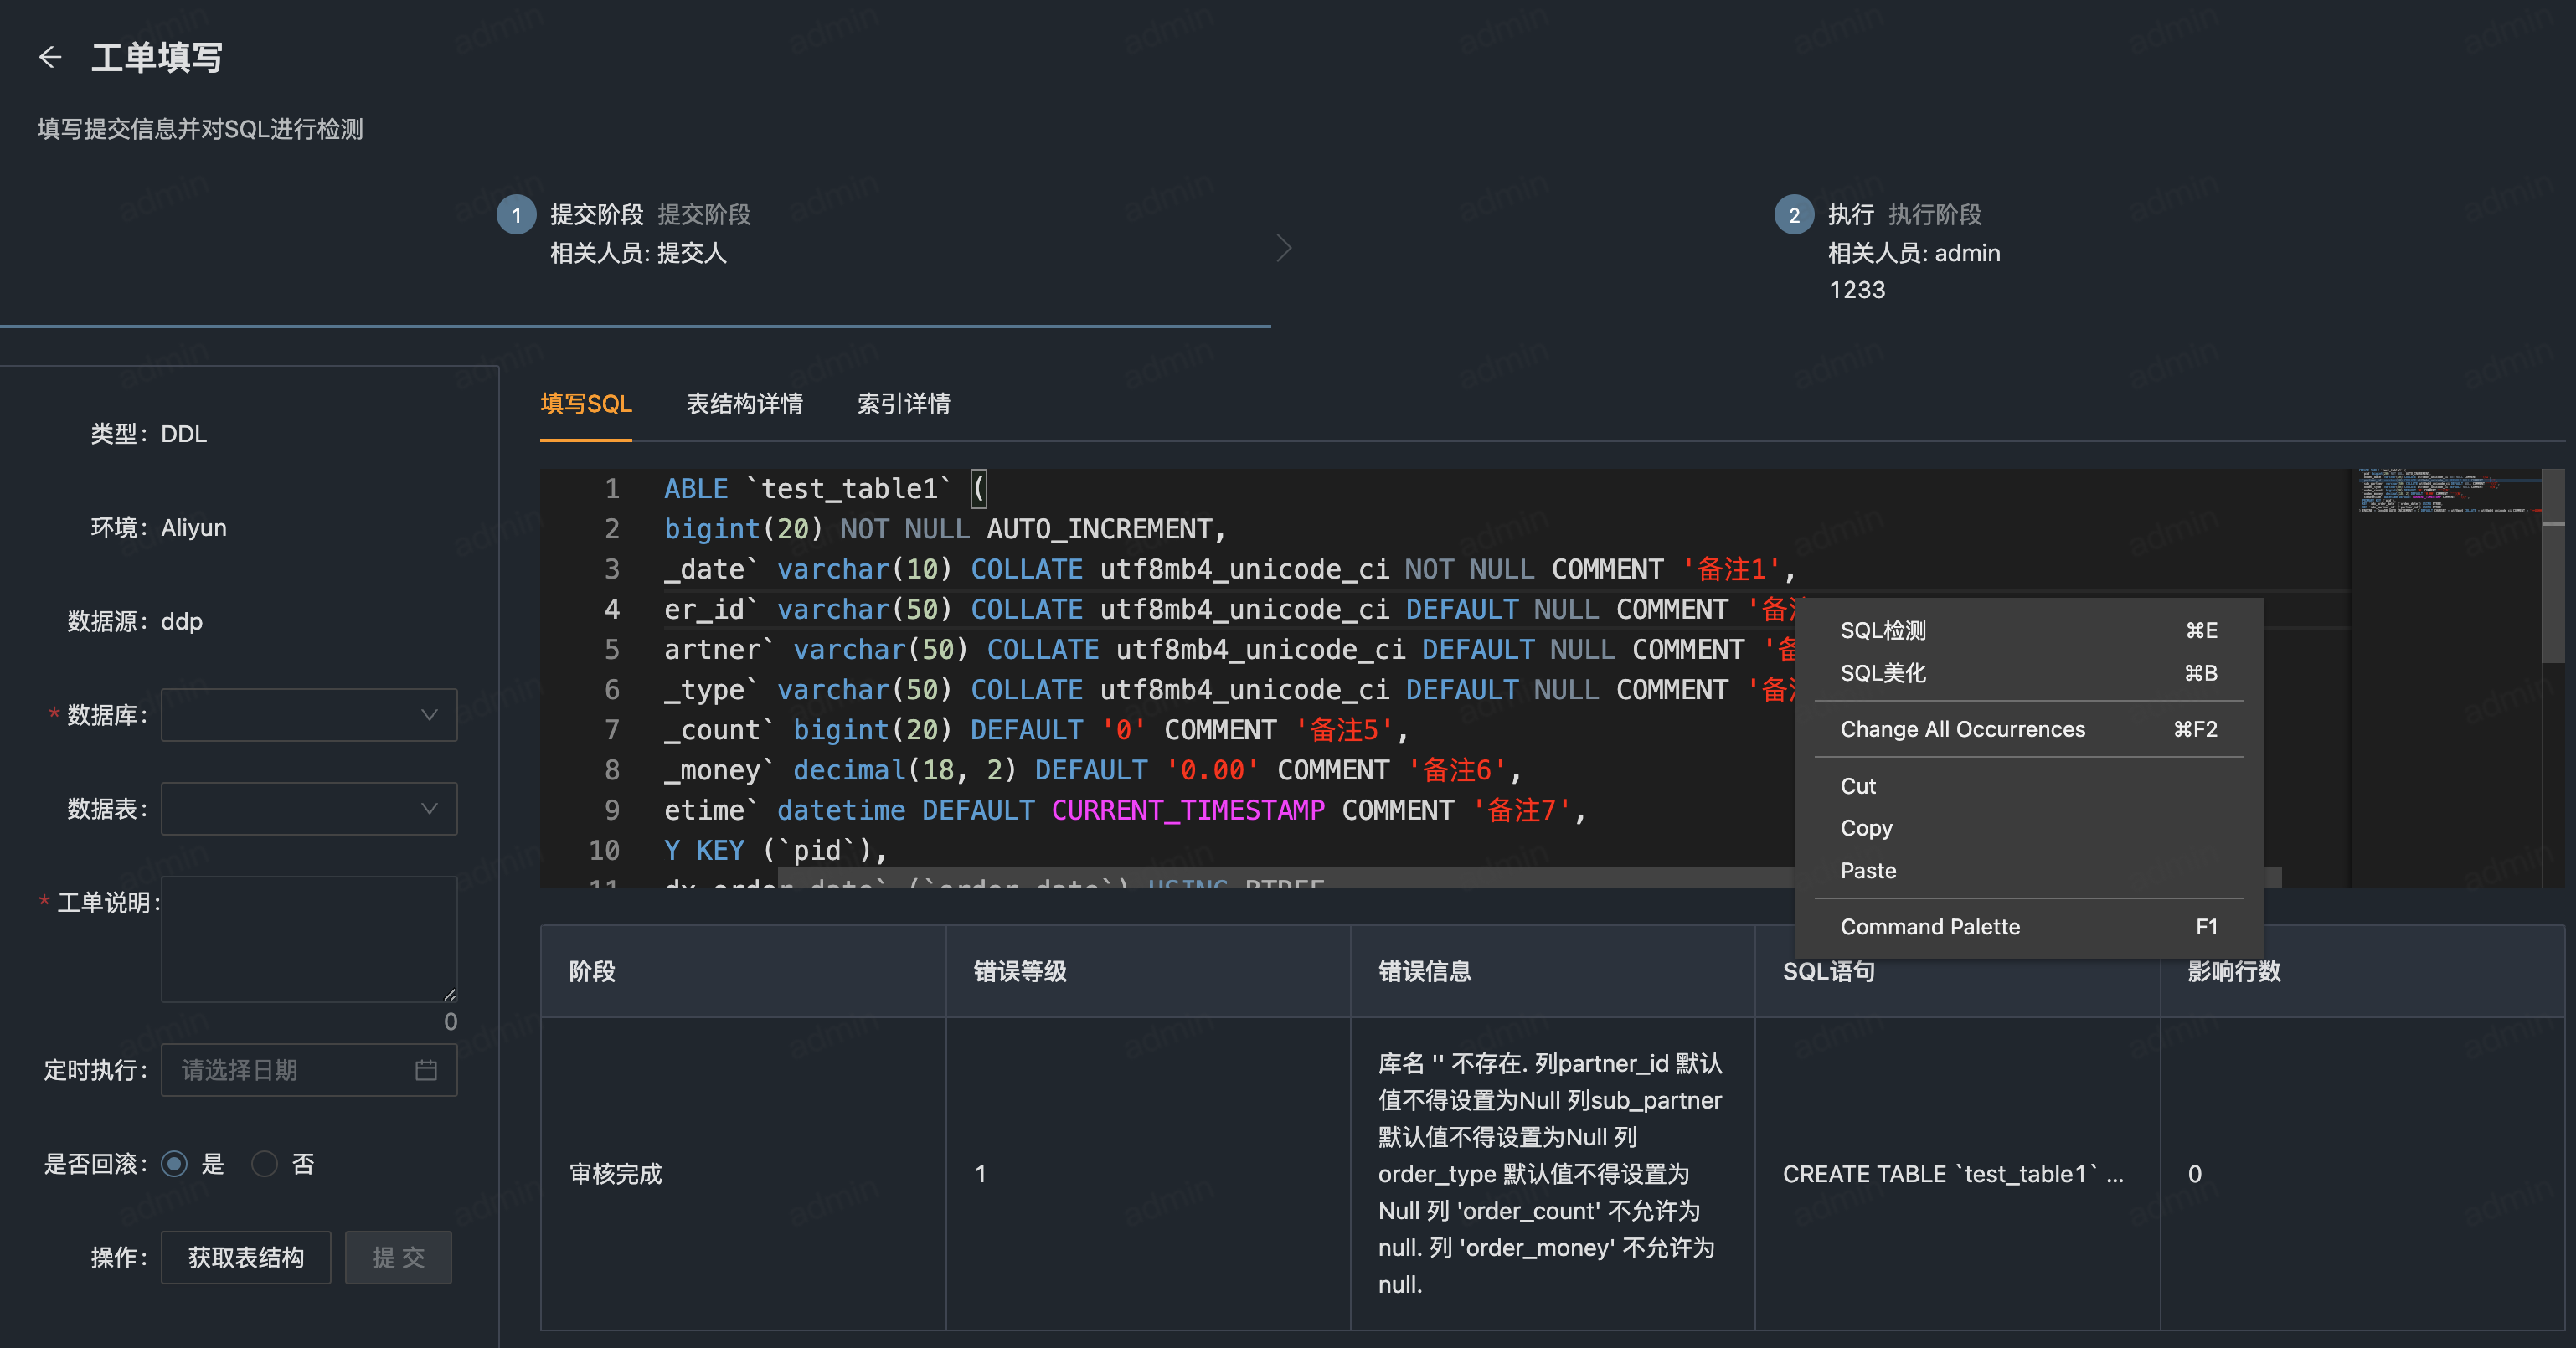 工单填写
填写提交信息并对SQL进行检测
1 提交阶段 提交阶段
相关人员: 提交人
2 执行 执行阶段
相关人员: admin
1233
类型: DDL
环境: Aliyun
数据源: ddp
* 数据库:
* 数据表:
* 工单说明:
0
定时执行: 请选择日期
是否回滚: 是 否
操作: 获取表结构 提 交
填写SQL 表结构详情 索引详情
1 ABLE `test_table1` (
2 bigint(20) NOT NULL AUTO_INCREMENT,
3 _date` varchar(10) COLLATE utf8mb4_unicode_ci NOT NULL COMMENT '备注1',
4 er_id` varchar(50) COLLATE utf8mb4_unicode_ci DEFAULT NULL COMMENT '备
5 artner` varchar(50) COLLATE utf8mb4_unicode_ci DEFAULT NULL COMMENT '备
6 _type` varchar(50) COLLATE utf8mb4_unicode_ci DEFAULT NULL COMMENT '备
7 _count` bigint(20) DEFAULT '0' COMMENT '备注5',
8 _money` decimal(18, 2) DEFAULT '0.00' COMMENT '备注6',
9 etime` datetime DEFAULT CURRENT_TIMESTAMP COMMENT '备注7',
10 Y KEY (`pid`),
11 dx_order_date` (`order_date`) USING BTREE
SQL检测 ⌘E
SQL美化 ⌘B
Change All Occurrences ⌘F2
Cut
Copy
Paste
Command Palette F1
阶段 错误等级 错误信息 SQL语句 影响行数
审核完成
1
库名 '' 不存在. 列partner_id 默认
值不得设置为Null 列sub_partner
默认值不得设置为Null 列
order_type 默认值不得设置为
Null 列 'order_count' 不允许为
null. 列 'order_money' 不允许为
null.
CREATE TABLE `test_table1` ...
0